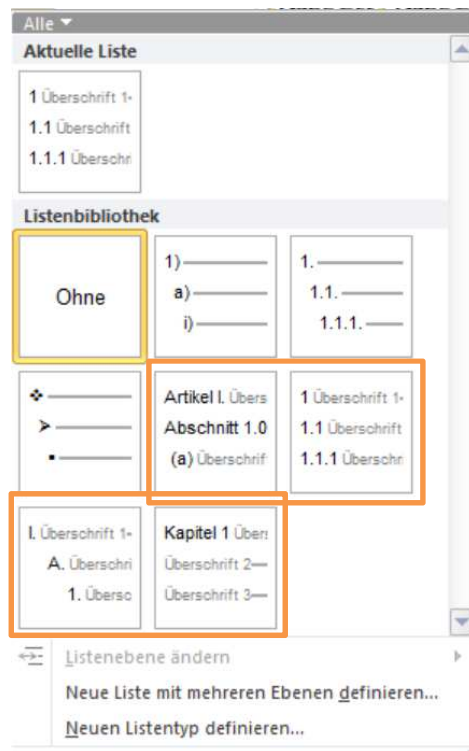 Alle
Aktuelle Liste
1 Überschrift 1
1.1 Überschrift
1.1.1 Überschri
Listenbibliothek
Ohne
1)
a)
i)
1.
1.1.
1.1.1.
Artikel I. Übers
Abschnitt 1.0
(a) Überschrif
1 Überschrift 1
1.1 Überschrift
1.1.1 Überschri
I. Überschrift 1
A. Überschri
1. Übersc
Kapitel 1 Übers
Überschrift 2
Überschrift 3
Listenebene ändern
Neue Liste mit mehreren Ebenen definieren...
Neuen Listentyp definieren...